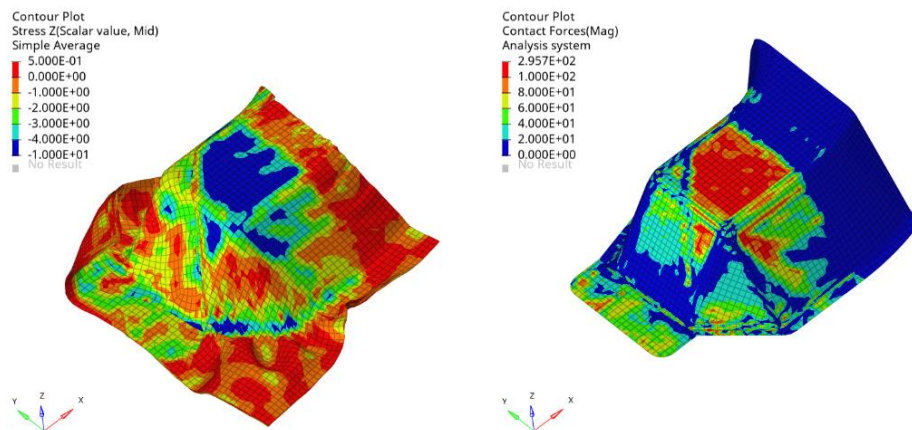 Contour Plot
Stress Z(Scalar value, Mid)
Simple Average
5.000E-01
0.000E+00
-1.000E+00
-2.000E+00
-3.000E+00
-4.000E+00
-1.000E+01
No Result
Y
Z
X
Contour Plot
Contact Forces(Mag)
Analysis system
2.957E+02
1.000E+02
8.000E+01
6.000E+01
4.000E+01
2.000E+01
0.000E+00
No Result
Y
Z
X